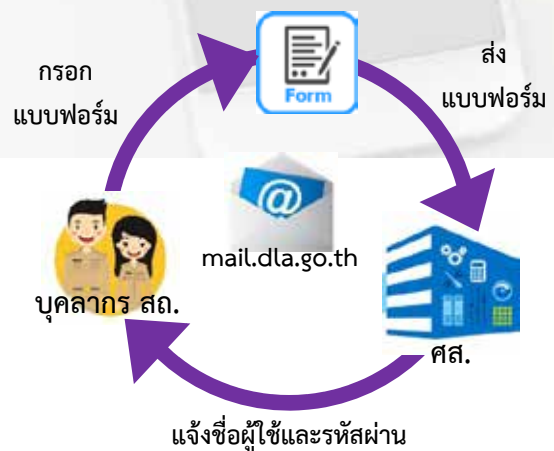 กรอก
แบบฟอร์ม
Form
ส่ง
แบบฟอร์ม
@
mail.dla.go.th
บุคลากร สถ.
ศส.
แจ้งชื่อผู้ใช้และรหัสผ่าน